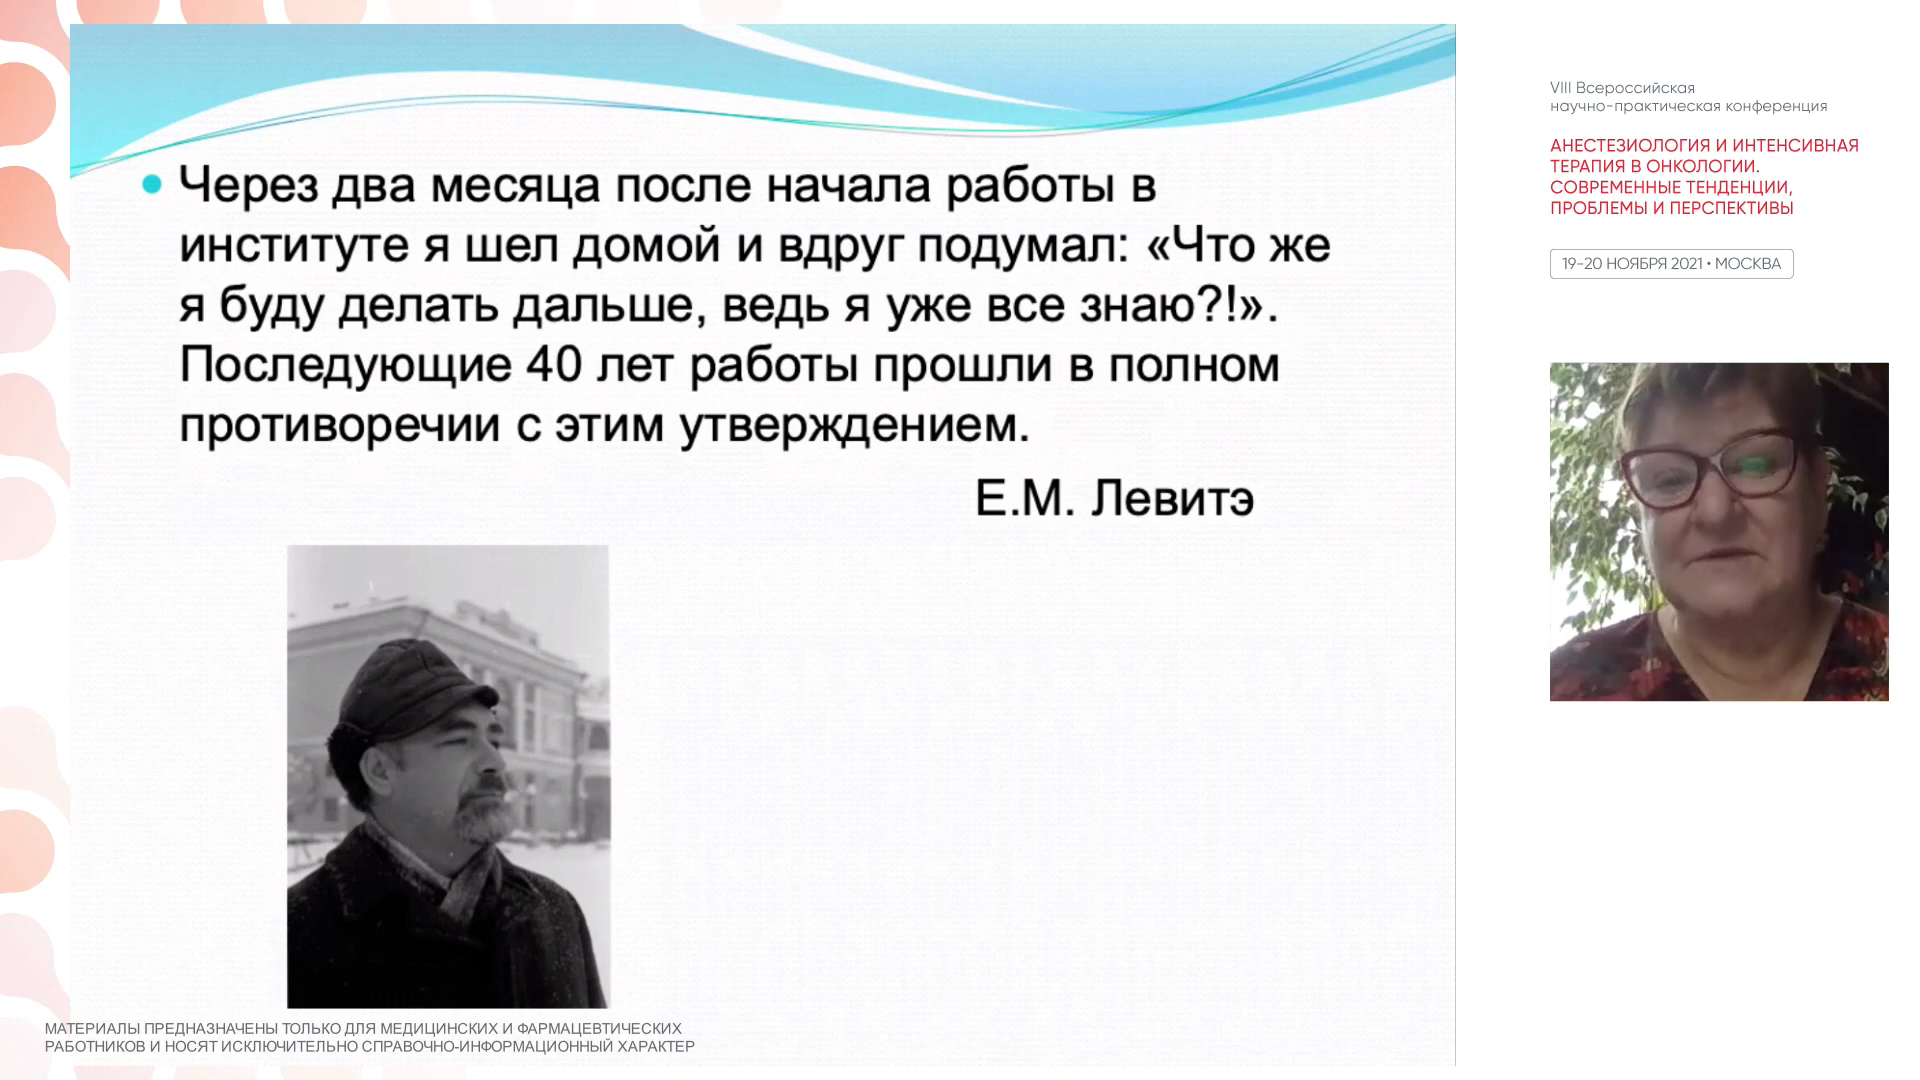 • Через два месяца после начала работы в
институте я шел домой и вдруг подумал: «Что же
я буду делать дальше, ведь я уже все знаю?!».
Последующие 40 лет работы прошли в полном
противоречии с этим утверждением.
Е.М. Левитэ
МАТЕРИАЛЫ ПРЕДНАЗНАЧЕНЫ ТОЛЬКО ДЛЯ МЕДИЦИНСКИХ И ФАРМАЦЕВТИЧЕСКИХ
РАБОТНИКОВ И НОСЯТ ИСКЛЮЧИТЕЛЬНО СПРАВОЧНО-ИНФОРМАЦИОННЫЙ ХАРАКТЕР
VIII Всероссийская
научно-практическая конференция
АНЕСТЕЗИОЛОГИЯ И ИНТЕНСИВНАЯ
ТЕРАПИЯ В ОНКОЛОГИИ.
СОВРЕМЕННЫЕ ТЕНДЕНЦИИ,
ПРОБЛЕМЫ И ПЕРСПЕКТИВЫ
19-20 НОЯБРЯ 2021 • МОСКВА